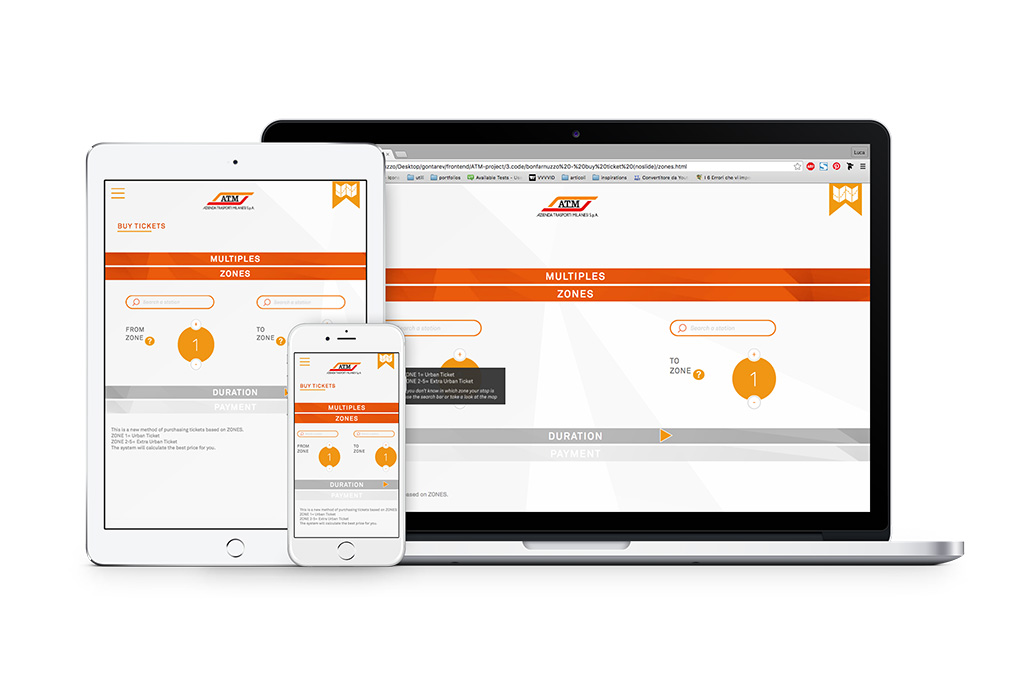 ATM
AZIENDA TRASPORTI MILANESI S.p.A.
BUY TICKETS
MULTIPLES
ZONES
Search a station
Search a station
FROM
ZONE ?
1
TO
ZONE ?
DURATION
PAYMENT
This is a new method of purchasing tickets based on ZONES.
ZONE 1= Urban Ticket
ZONE 2-5= Extra Urban Ticket
The system will calculate the best price for you.
ATM
BUY TICKETS
MULTIPLES
ZONES
FROM
ZONE
1
TO
ZONE
1
DURATION
PAYMENT
This is a new method of purchasing tickets based on ZONES
ZONE 1= Urban Ticket
ZONE 2-5= Extra Urban Ticket
The system will calculate the best price for you.
Luca
zzo/Desktop/gontarev/frontend/ATM-project/3.code/bonfarnuzzo%20-%20buy%20ticket%20(noslide)/zones.html
icons utili portfolios Available Tests - Use VVVVID articoli inspirations Convertitore da Yout I 6 Errori che vi imp
ATM
AZIENDA TRASPORTI MILANESI S.p.A.
MULTIPLES
ZONES
rch a station
Search a station
ONE 1= Urban Ticket
ONE 2-5= Extra Urban Ticket
you don't know in which zone your stop is
use the search bar or take a look at the map
TO
ZONE ?
+
1
-
DURATION
PAYMENT
ased on ZONES.